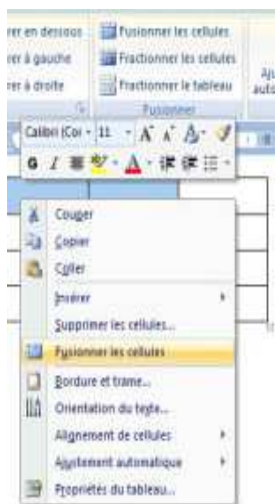 rer en dessous Fusionner les cellules
rer à gauche Fractionner les cellules
rer à droite Fractionner le tableau
Aju
auto
Fusionner
Calibri (Cor 11 A A A
G I A
Couper
Copier
Coller
Insérer
Supprimer les cellules...
Fusionner les cellules
Bordure et trame...
Orientation du texte...
Alignement de cellules
Ajustement automatique
Propriétés du tableau...